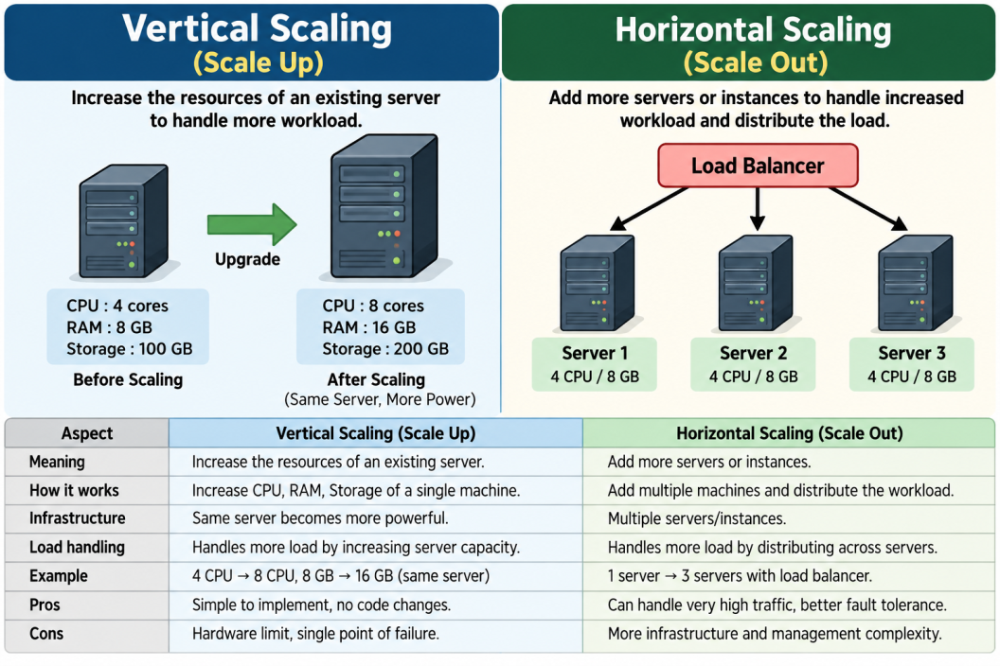 Vertical Scaling
(Scale Up)
Increase the resources of an existing server
to handle more workload.
Upgrade
CPU : 4 cores
RAM : 8 GB
Storage : 100 GB
Before Scaling
CPU : 8 cores
RAM : 16 GB
Storage : 200 GB
After Scaling
(Same Server, More Power)
Horizontal Scaling
(Scale Out)
Add more servers or instances to handle increased
workload and distribute the load.
Load Balancer
Server 1
4 CPU / 8 GB
Server 2
4 CPU / 8 GB
Server 3
4 CPU / 8 GB
Aspect Vertical Scaling (Scale Up) Horizontal Scaling (Scale Out)
Meaning Increase the resources of an existing server. Add more servers or instances.
How it works Increase CPU, RAM, Storage of a single machine. Add multiple machines and distribute the workload.
Infrastructure Same server becomes more powerful. Multiple servers/instances.
Load handling Handles more load by increasing server capacity. Handles more load by distributing across servers.
Example 4 CPU → 8 CPU, 8 GB → 16 GB (same server) 1 server → 3 servers with load balancer.
Pros Simple to implement, no code changes. Can handle very high traffic, better fault tolerance.
Cons Hardware limit, single point of failure. More infrastructure and management complexity.